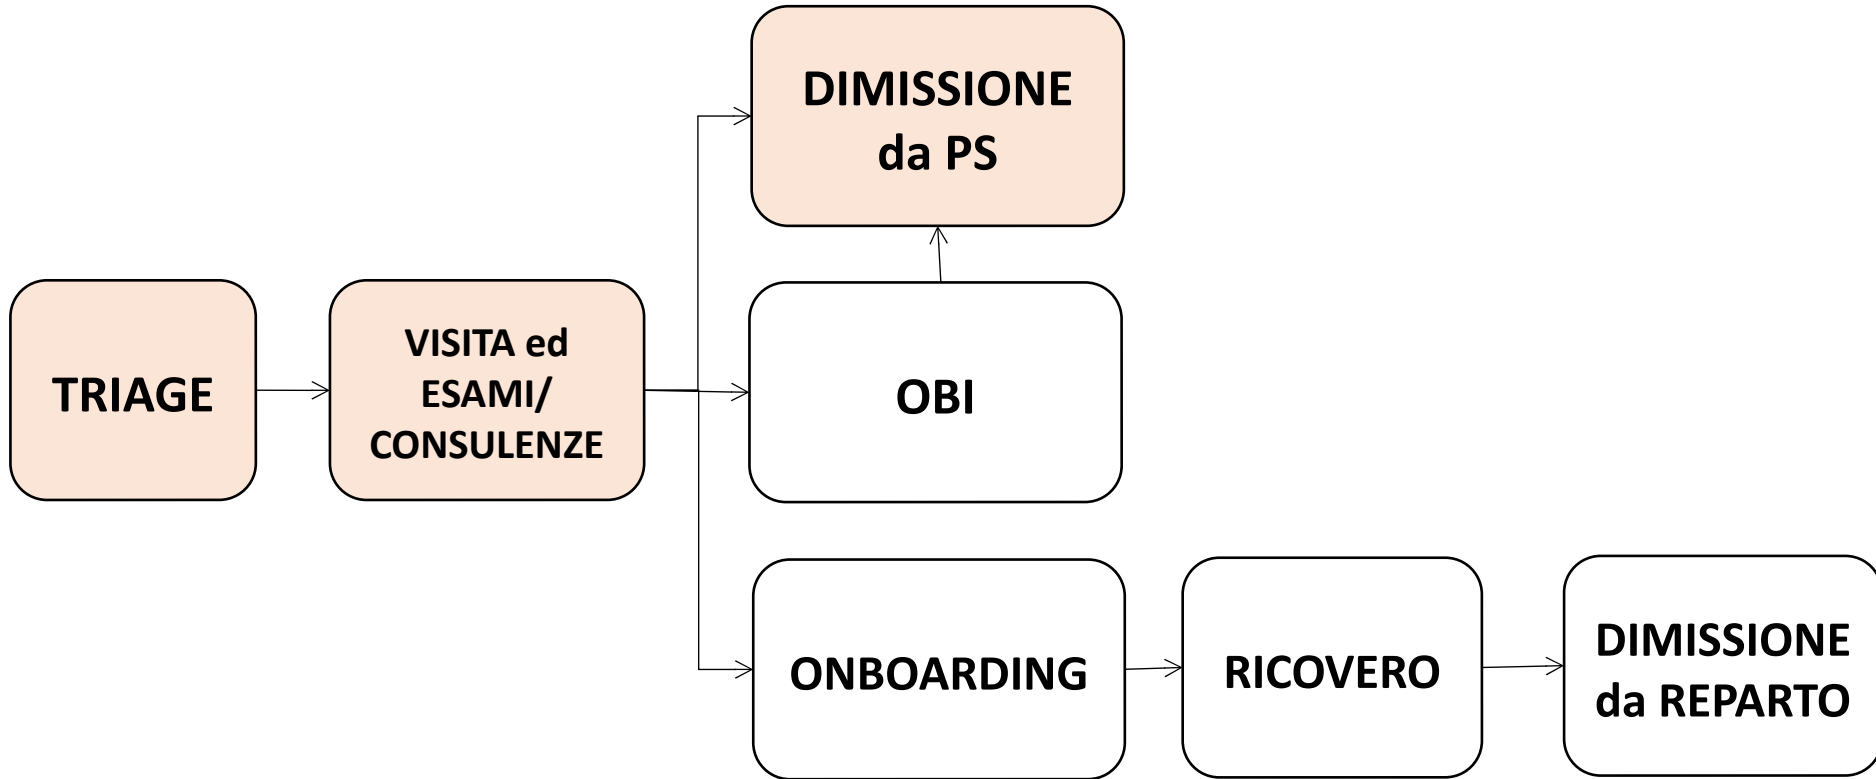 DIMISSIONE
da PS
TRIAGE
VISITA ed
ESAMI/
CONSULENZE
OBI
ONBOARDING
RICOVERO
DIMISSIONE
da REPARTO